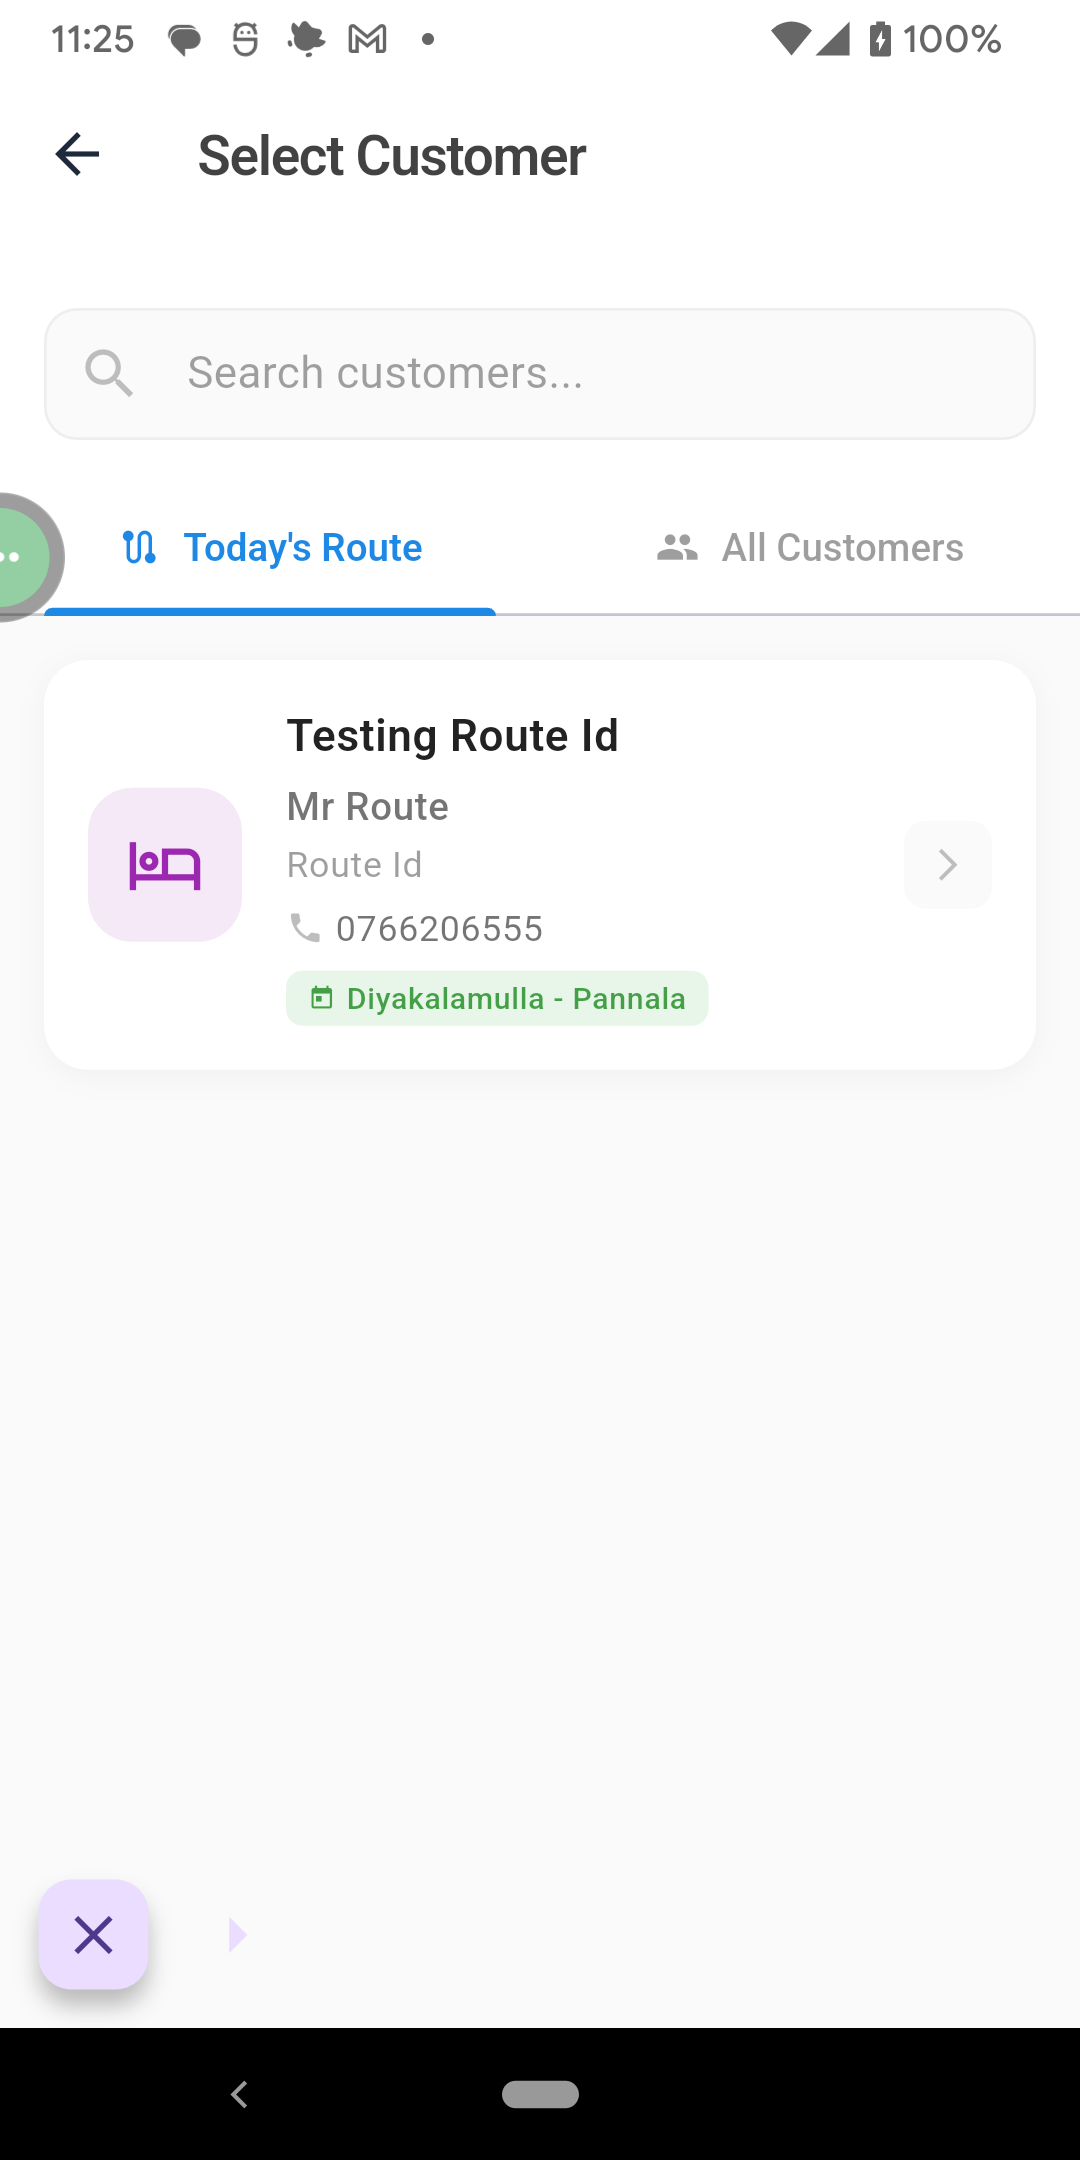 11:25 100%
Select Customer
Search customers...
Today's Route All Customers
Testing Route Id
Mr Route
Route Id
0766206555
Diyakalamulla - Pannala